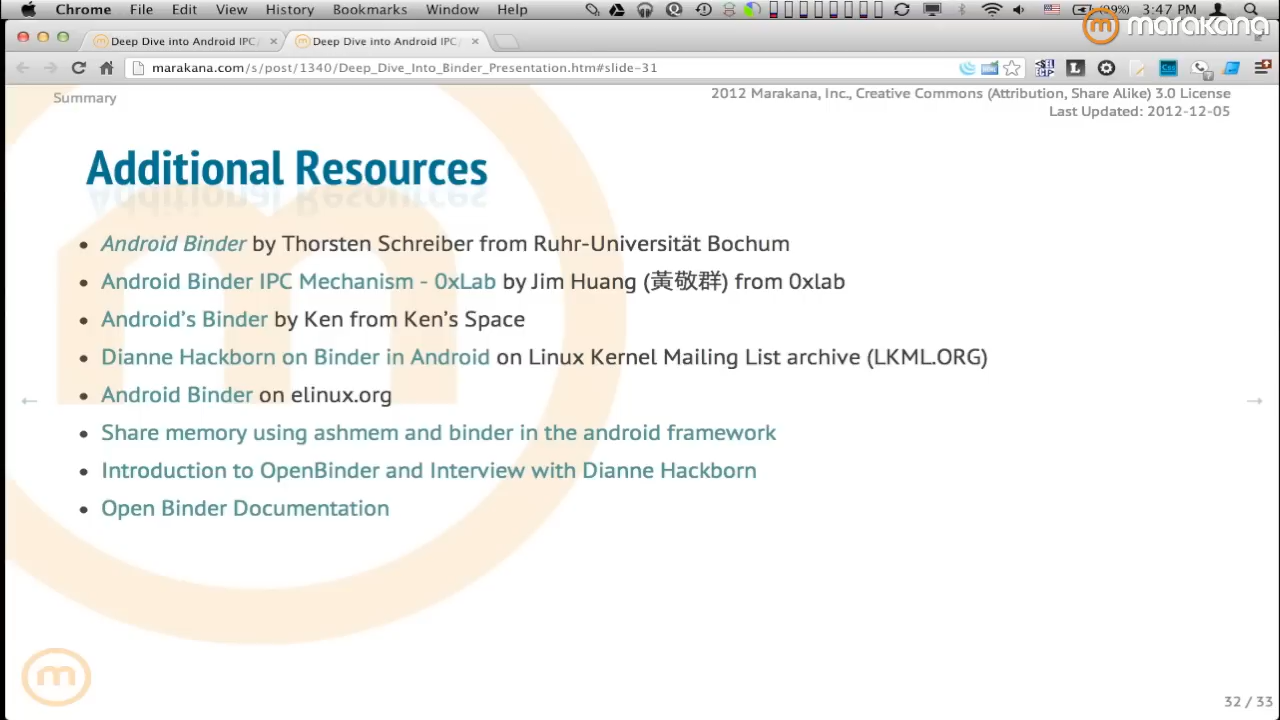 Chrome File Edit View History Bookmarks Window Help (99%) 3:47 PM
marakana
Deep Dive into Android IPC/ Deep Dive into Android IPC/
marakana.com/s/post/1340/Deep_Dive_Into_Binder_Presentation.htm#slide-31
Summary
2012 Marakana, Inc., Creative Commons (Attribution, Share Alike) 3.0 License
Last Updated: 2012-12-05
Additional Resources
• Android Binder by Thorsten Schreiber from Ruhr-Universität Bochum
• Android Binder IPC Mechanism - 0xLab by Jim Huang (黃敬群) from 0xlab
• Android’s Binder by Ken from Ken’s Space
• Dianne Hackborn on Binder in Android on Linux Kernel Mailing List archive (LKML.ORG)
• Android Binder on elinux.org
• Share memory using ashmem and binder in the android framework
• Introduction to OpenBinder and Interview with Dianne Hackborn
• Open Binder Documentation
32 / 33